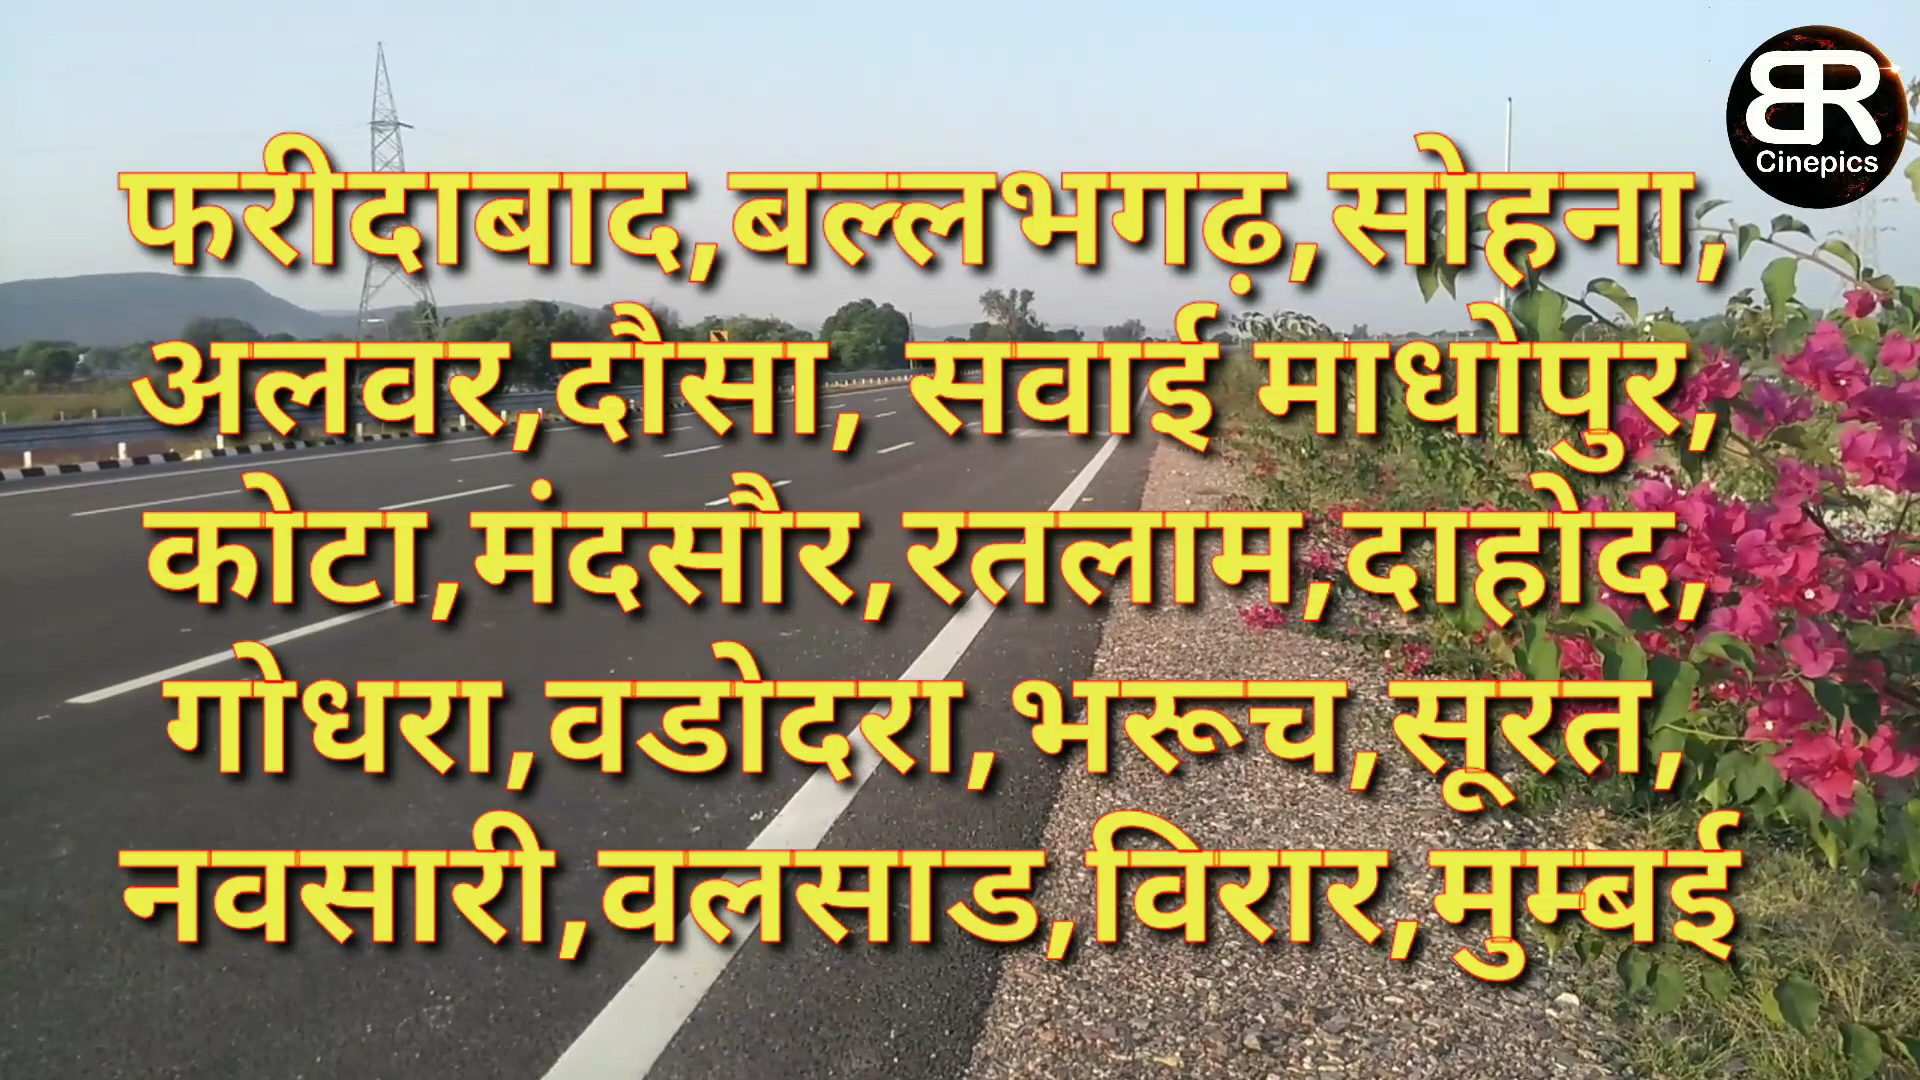 BR
Cinepics
फरीदाबाद,बल्लभगढ़,सोहना,
अलवर,दौसा, सवाई माधोपुर,
कोटा,मंदसौर,रतलाम,दाहोद,
गोधरा,वडोदरा, भरूच,सूरत,
नवसारी,वलसाड,विरार,मुम्बई